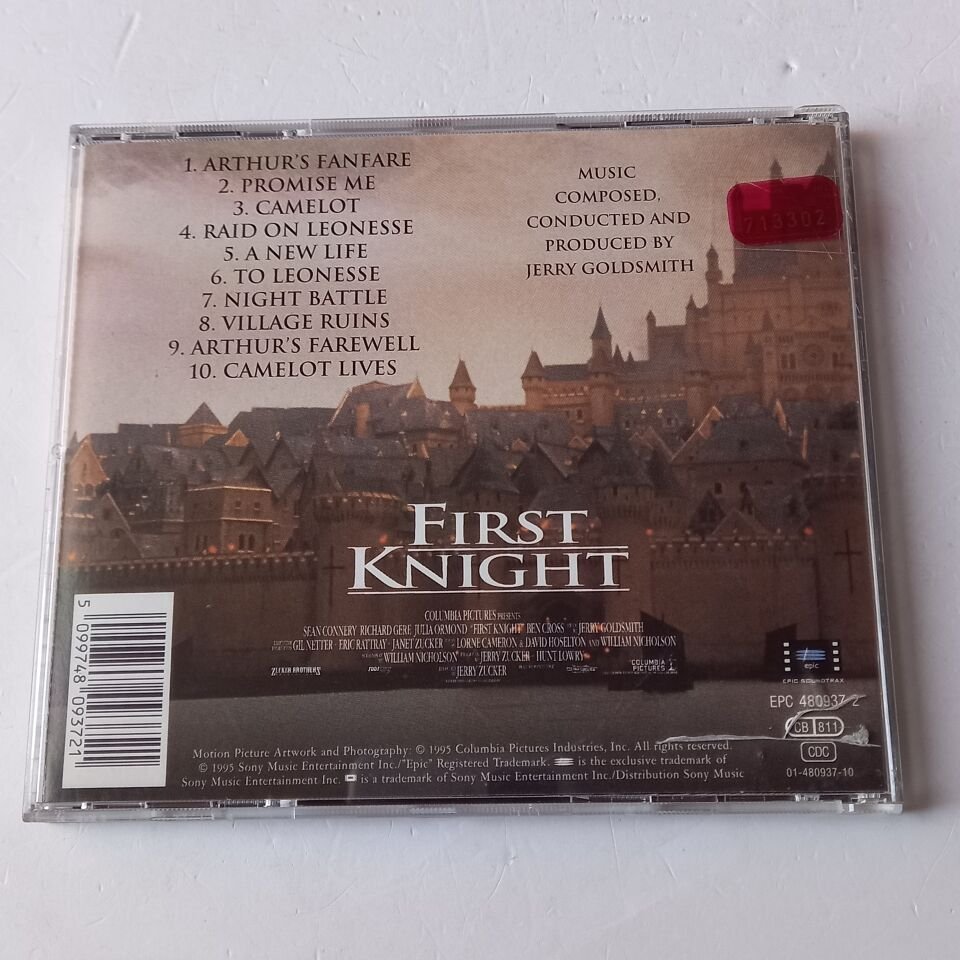 1. ARTHUR'S FANFARE
2. PROMISE ME
3. CAMELOT
4. RAID ON LEONESSE
5. A NEW LIFE
6. TO LEONESSE
7. NIGHT BATTLE
8. VILLAGE RUINS
9. ARTHUR'S FAREWELL
10. CAMELOT LIVES
MUSIC
COMPOSED,
CONDUCTED AND
PRODUCED BY
JERRY GOLDSMITH
713302
FIRST
KNIGHT
COLUMBIA PICTURES PRESENTS
SEAN CONNERY RICHARD GERE JULIA ORMOND "FIRST KNIGHT" BEN CROSS JERRY GOLDSMITH
GIL NETTER · ERIC RATTRAY · JANET ZUCKER LORNE CAMERON & DAVID HOSELTON AND WILLIAM NICHOLSON
WILLIAM NICHOLSON JERRY ZUCKER HUNT LOWRY
ZUCKER BROTHERS JERRY ZUCKER COLUMBIA PICTURES
epic
EPIC SOUNDTRAX
EPC 480937 2
CB 811
CDC
01-480937-10
5 099748 093721
Motion Picture Artwork and Photography: © 1995 Columbia Pictures Industries, Inc. All rights reserved.
© 1995 Sony Music Entertainment Inc./"Epic" Registered Trademark. is the exclusive trademark of
Sony Music Entertainment Inc. is a trademark of Sony Music Entertainment Inc./Distribution Sony Music